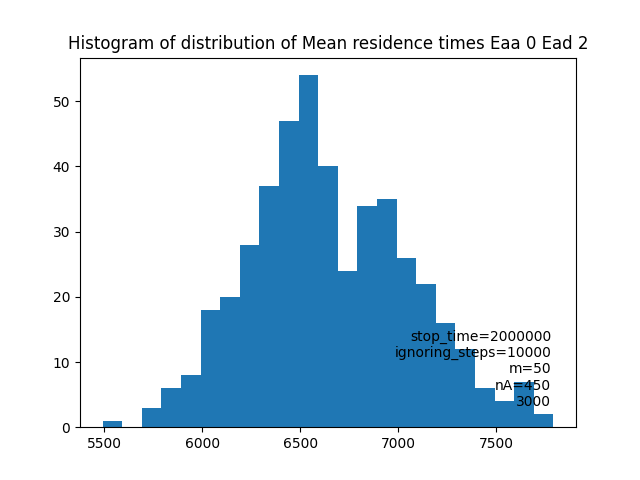 Histogram of distribution of Mean residence times Eaa 0 Ead 2
50
40
30
20
10
0
stop_time=2000000
ignoring_steps=10000
m=50
nA=450
3000
5500 6000 6500 7000 7500